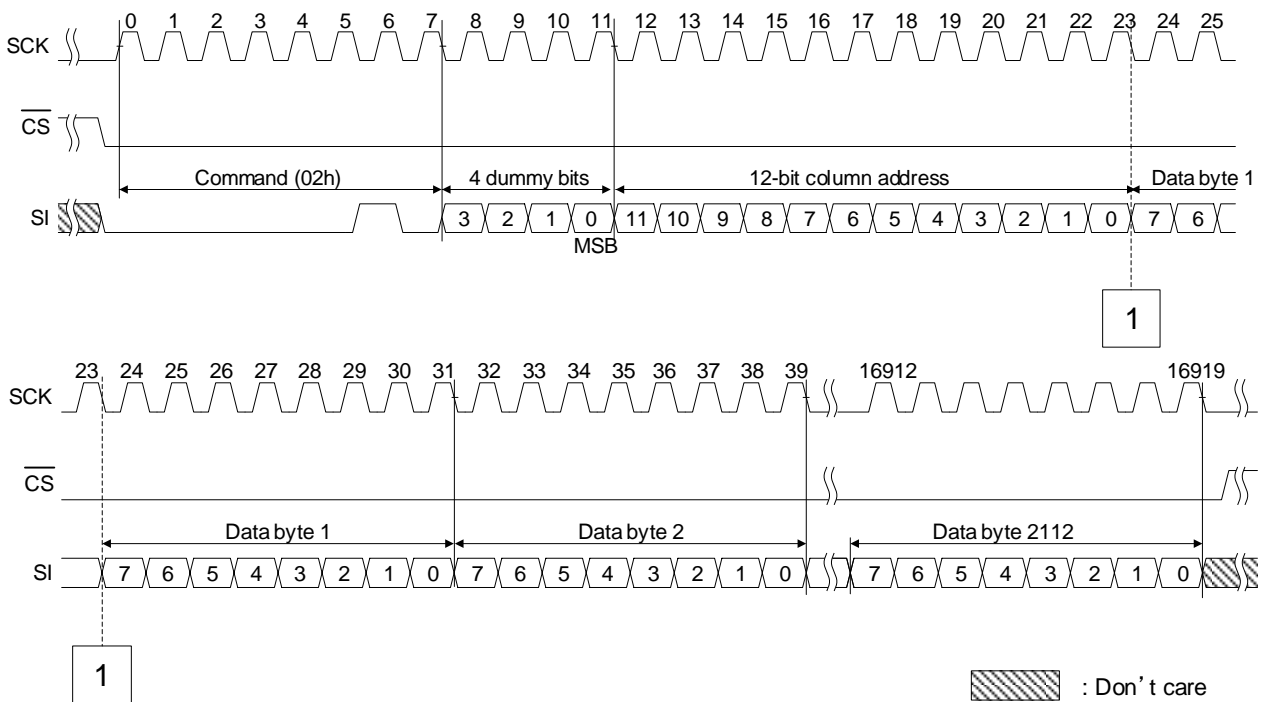 0 1 2 3 4 5 6 7 8 9 10 11 12 13 14 15 16 17 18 19 20 21 22 23 24 25
SCK
CS
Command (02h) 4 dummy bits 12-bit column address Data byte 1
SI 3 2 1 0 11 10 9 8 7 6 5 4 3 2 1 0 7 6
MSB
1
23 24 25 26 27 28 29 30 31 32 33 34 35 36 37 38 39 16912 16919
SCK
CS
Data byte 1 Data byte 2 Data byte 2112
SI 7 6 5 4 3 2 1 0 7 6 5 4 3 2 1 0 7 6 5 4 3 2 1 0
1
: Don't care